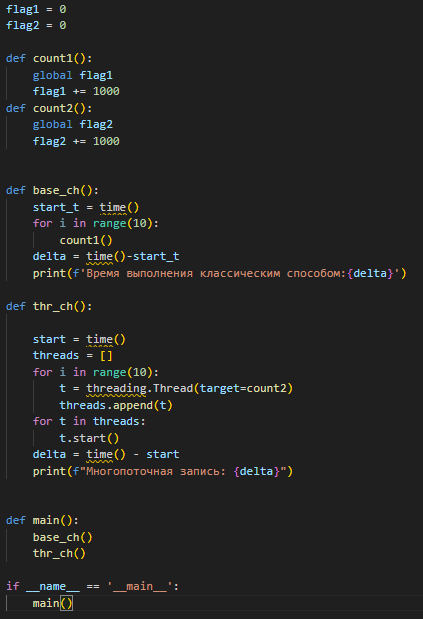 flag1 = 0
flag2 = 0
def count1():
    global flag1
    flag1 += 1000
def count2():
    global flag2
    flag2 += 1000
def base_ch():
    start_t = time()
    for i in range(10):
        count1()
    delta = time()-start_t
    print(f'Время выполнения классическим способом:{delta}')
def thr_ch():
    start = time()
    threads = []
    for i in range(10):
        t = threading.Thread(target=count2)
        threads.append(t)
    for t in threads:
        t.start()
    delta = time() - start
    print(f"Многопоточная запись: {delta}")
def main():
    base_ch()
    thr_ch()
if __name__ == '__main__':
    main()